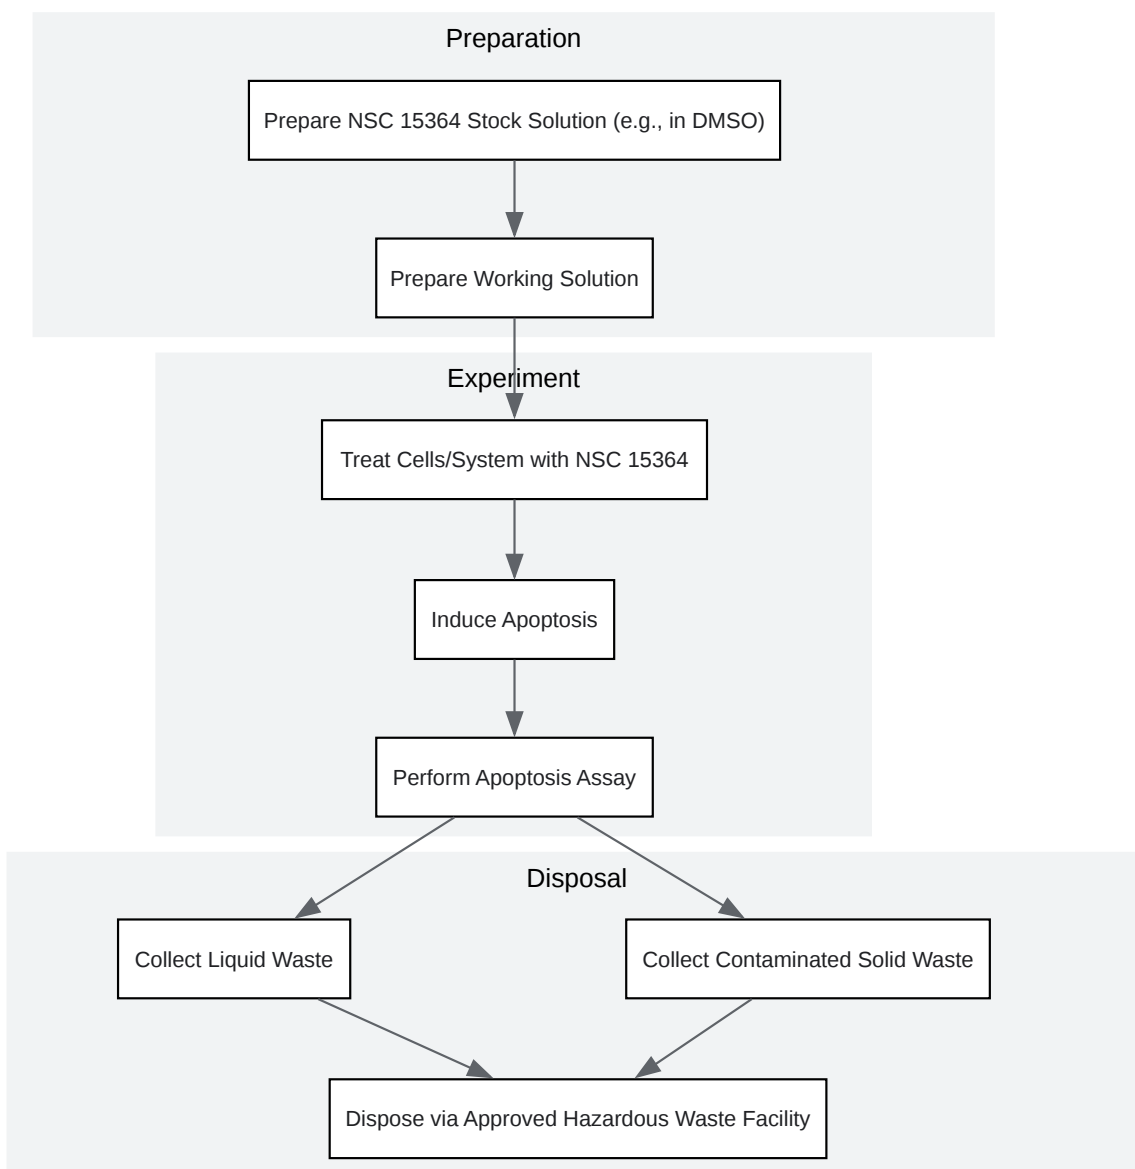 Preparation
Prepare NSC 15364 Stock Solution (e.g., in DMSO)
Prepare Working Solution
Experiment
Treat Cells/System with NSC 15364
Induce Apoptosis
Perform Apoptosis Assay
Disposal
Collect Liquid Waste
Collect Contaminated Solid Waste
Dispose via Approved Hazardous Waste Facility